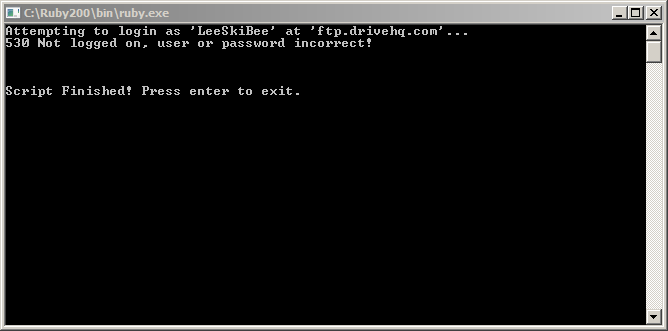 C:\Ruby200\bin\ruby.exe
Attempting to login as 'LeeSkiBee' at 'ftp.drivehq.com'...
530 Not logged on, user or password incorrect!
Script Finished! Press enter to exit.